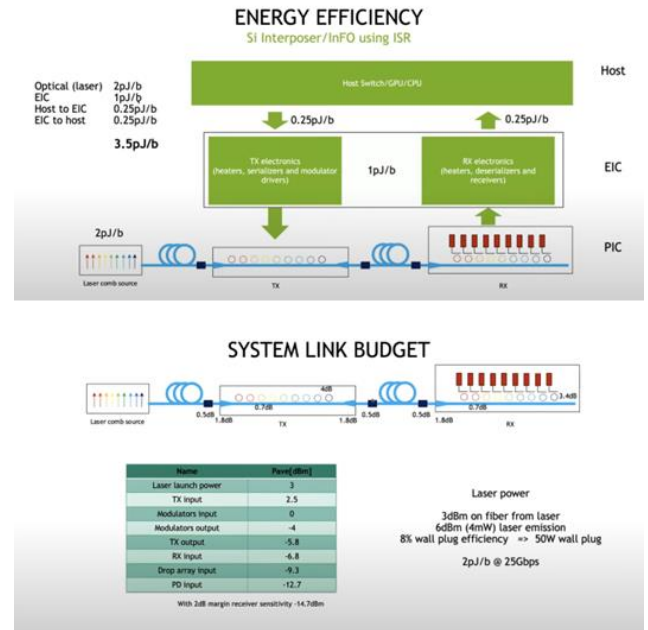 ENERGY EFFICIENCY
Si Interposer/InFO using ISR
Optical (laser) 2pJ/b
EIC 1pJ/b
Host to EIC 0.25pJ/b
EIC to host 0.25pJ/b
3.5pJ/b
Host Switch/GPU/CPU
Host
0.25pJ/b
0.25pJ/b
TX electronics
(heaters, serializers and modulator
drivers)
1pJ/b
RX electronics
(heaters, deserializers and
receivers)
EIC
2pJ/b
PIC
Laser comb source
TX
RX
SYSTEM LINK BUDGET
4dB
3.4dB
0.7dB
0.7dB
0.5dB
1.8dB
1.8dB
0.5dB
0.5dB
1.8dB
Laser comb source
TX
RX
Name Pave[dBm]
Laser launch power 3
TX input 2.5
Modulators input 0
Modulators output -4
TX output -5.8
RX input -6.8
Drop array input -9.3
PD input -12.7
With 2dB margin receiver sensitivity -14.7dBm
Laser power
3dBm on fiber from laser
6dBm (4mW) laser emission
8% wall plug efficiency => 50W wall plug
2pJ/b @ 25Gbps